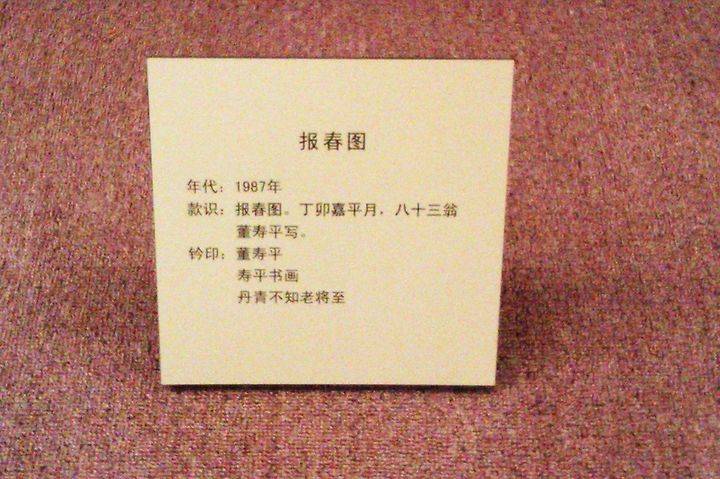 报春图
年代：1987年
款识：报春图。丁卯嘉平月，八十三翁
董寿平写。
钤印：董寿平
寿平书画
丹青不知老将至